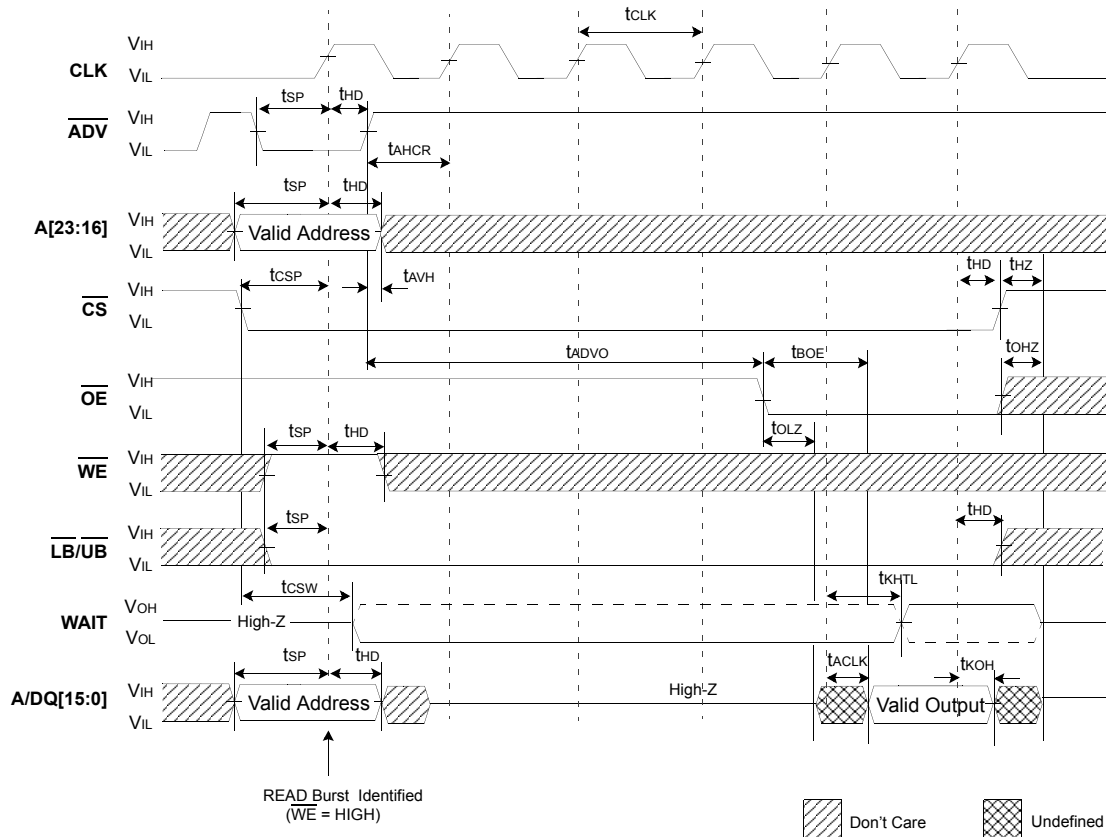 tCLK
CLK
VIH
VIL
tSP
tHD
ADV
VIH
VIL
tAHCR
tSP
tHD
A[23:16]
VIH
VIL
Valid Address
tCSP
tAVH
tHD
tHZ
CS
VIH
VIL
tADVO
tBOE
tOHZ
OE
VIH
VIL
tSP
tHD
tOLZ
WE
VIH
VIL
tSP
tHD
LB/UB
VIH
VIL
tCSW
tKHTL
WAIT
VOH
VOL
High-Z
tSP
tHD
tACLK
tKOH
A/DQ[15:0]
VIH
VIL
Valid Address
High-Z
Valid Output
READ Burst Identified
(WE = HIGH)
Don't Care
Undefined